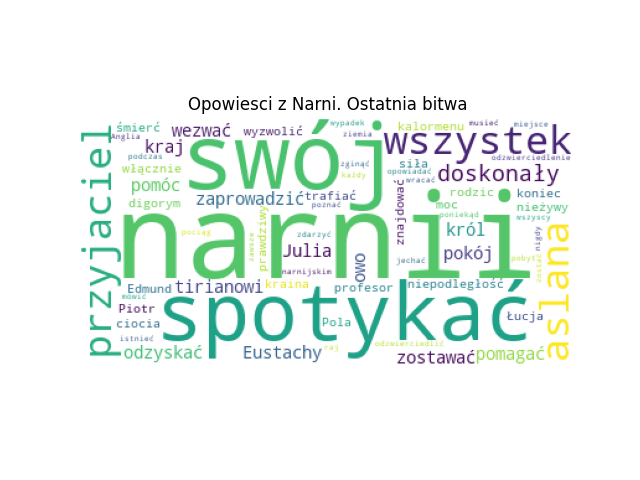 Opowiesci z Narni. Ostatnia bitwa
śmierć
wezwać
wyzwolić
wypadek
ziemia
kalormenu
musieć
miejsce
Anglia
kraj
swój
wszystek
podczas
zginąć
siła
odzwierciedlenie
włącznie
pomóc
każdy
opowiadać
wracać
doskonały
przyjaciel
digorym
zaprowadzić
trafiać
poznać
znajdować
rodzic
moc
koniec
nieżywy
poniekąd
wszyscy
narnii
pociąg
zawsze
prawdziwy
zdarzyć
Julia
król
pokój
nigdy
aslana
narnijskim
owo
jechać
pobyt
zostać
Edmund
tirianowi
kraina
profesor
niepodległość
mówić
Piotr
ciocia
spotykać
Pola
Łucja
istnieć
odzyskać
Eustachy
raj
odzwierciedlić
zostawać
pomagać